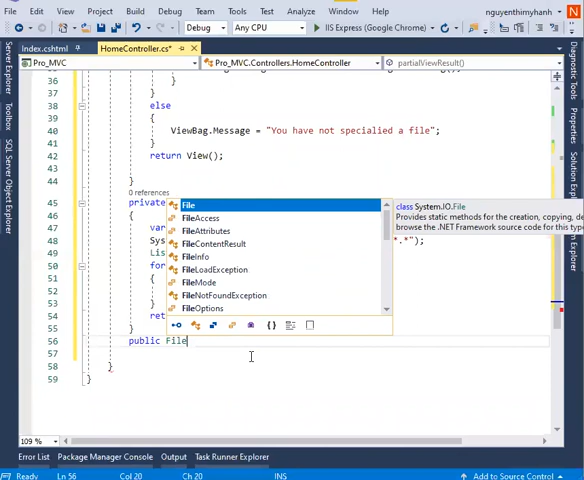 File Edit View Project Build Debug Team Tools Test Analyze Window Help
nguyenthimyhanh
Debug Any CPU IIS Express (Google Chrome)
Index.cshtml HomeController.cs*
Pro_MVC Pro_MVC.Controllers.HomeController partialViewResult()
Server Explorer
Toolbox
SQL Server Object Explorer
Diagnostic Tools
36 }
37 }
38 else
39 {
40 ViewBag.Message = "You have not specialied a file";
41 }
42 return View();
43
44 }
0 references
45 private
46 {
47 var
48 Sys *.*");
49 List
50 for
51 {
52
53 }
54 ret
55 }
56 public File
57
58 }
59 }
File
FileAccess
FileAttributes
FileContentResult
FileInfo
FileLoadException
FileMode
FileNotFoundException
FileOptions
class System.IO.File
Provides static methods for the creation, copying, de
browse the .NET Framework source code for this type
109 %
Error List Package Manager Console Output Task Runner Explorer
Ready Ln 56 Col 20 Ch 20 INS Add to Source Control